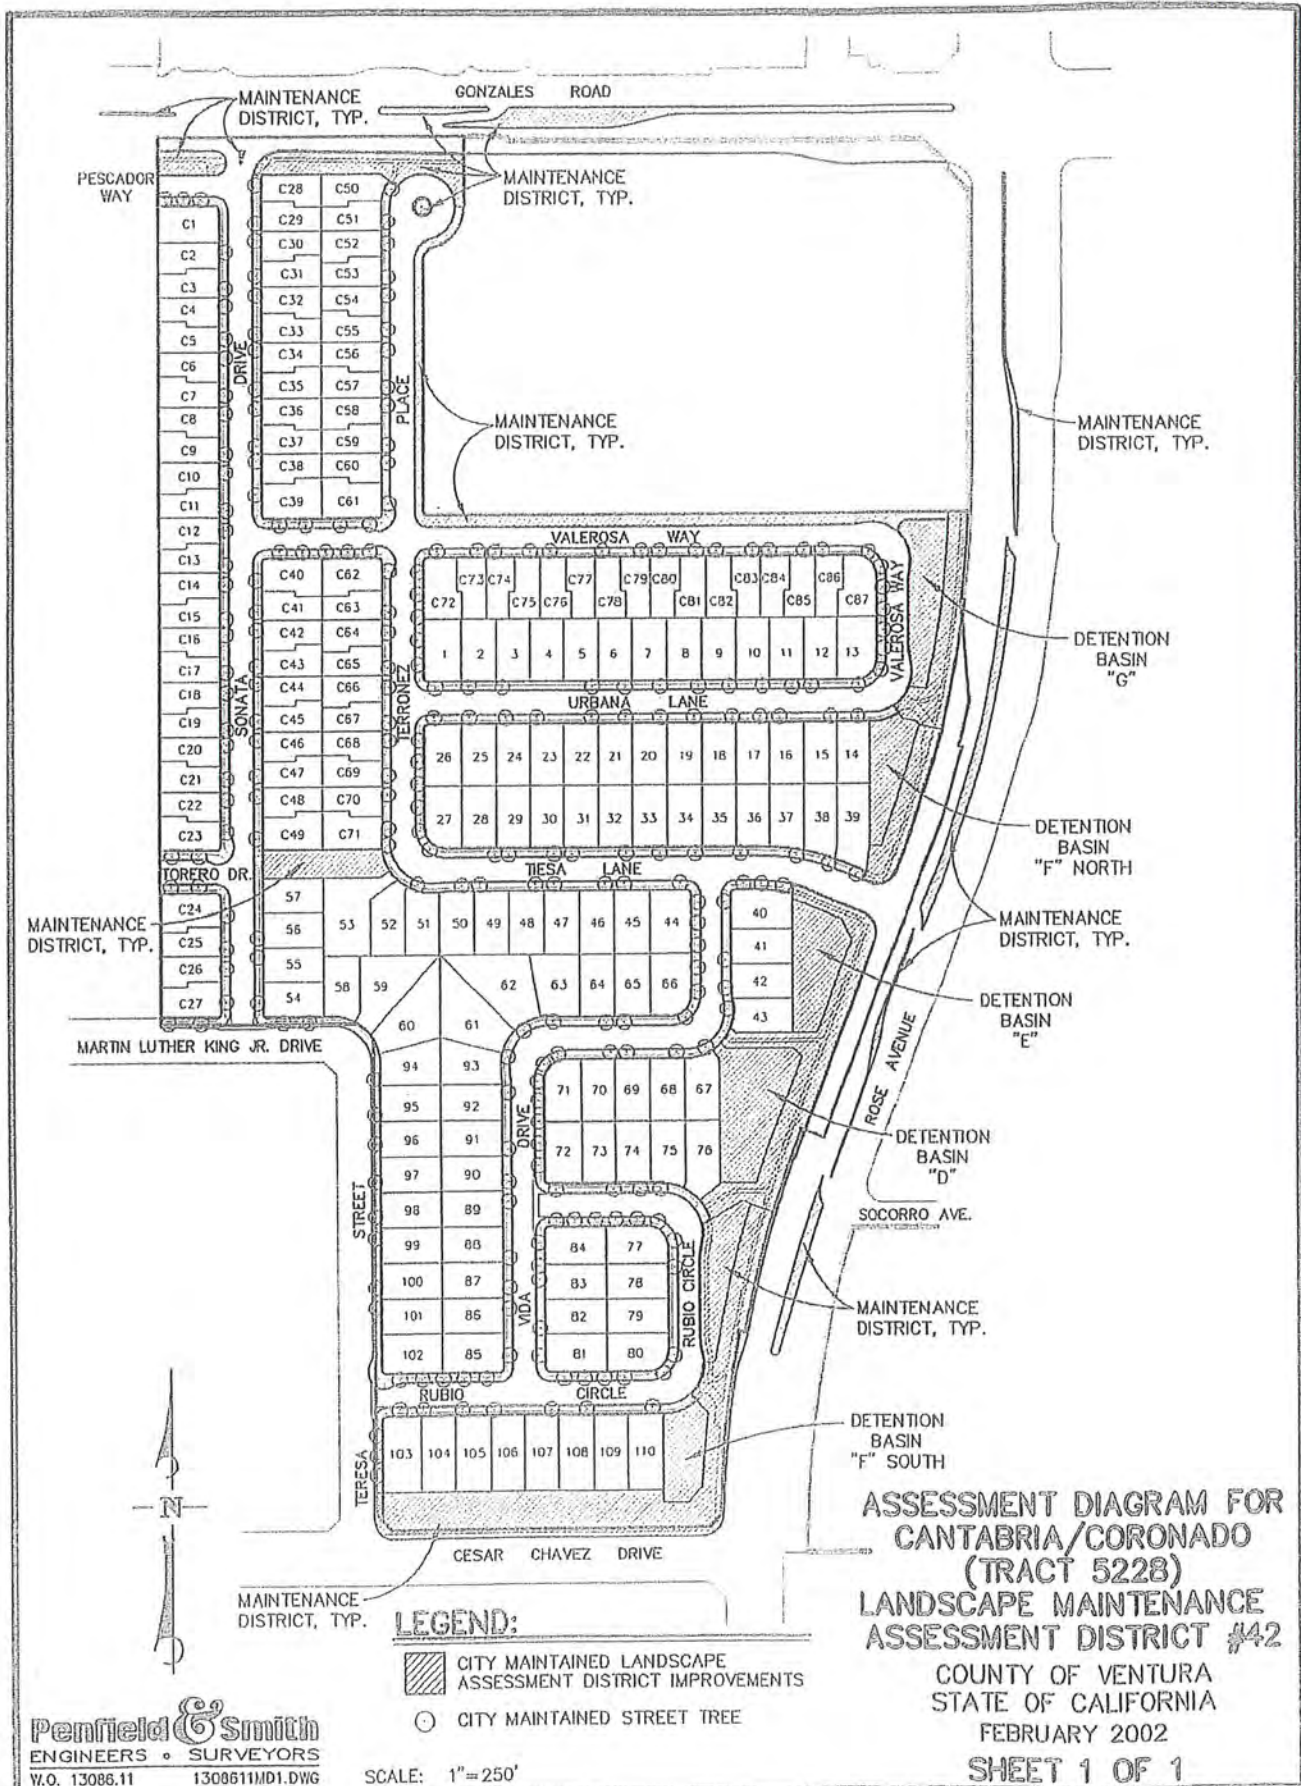 GONZALES ROAD
MAINTENANCE
DISTRICT, TYP.
PESCADOR
WAY
MAINTENANCE
DISTRICT, TYP.
C28 C50
C1
C29 C51
C2
C30 C52
C31 C53
C3
C32 C54
C4
C33 C55
C5
C34 C56
C6
C35 C57
C7
C36 C58
C8
C37 C59
C9
C38 C60
C10
C39 C61
C11
C12
C13
C14
C15
C16
C17
C18
C19
C20
C21
C22
C23
DRIVE
PLACE
MAINTENANCE
DISTRICT, TYP.
MAINTENANCE
DISTRICT, TYP.
VALEROSA WAY
C40 C62
C41 C63
C42 C64
C43 C65
C44 C66
C45 C67
C46 C68
C47 C69
C48 C70
C49 C71
SONATA
TERRONEZ
C73 C74 C77 C79 C80 C83 C84 C86
C72 C75 C76 C78 C81 C82 C85 C87
1 2 3 4 5 6 7 8 9 10 11 12 13
VALEROSA WAY
DETENTION
BASIN
"G"
URBANA LANE
26 25 24 23 22 21 20 19 18 17 16 15 14
27 28 29 30 31 32 33 34 35 36 37 38 39
DETENTION
BASIN
"F" NORTH
TORERO DR.
TIESA LANE
MAINTENANCE
DISTRICT, TYP.
C24
C25
C26
C27
57
56
55
54
53 52 51 50 49 48 47 46 45 44
58 59 62 63 64 65 66
60 61
40
41
42
43
MAINTENANCE
DISTRICT, TYP.
DETENTION
BASIN
"E"
ROSE AVENUE
MARTIN LUTHER KING JR. DRIVE
94 93
95 92
96 91
97 90
98 89
99 88
100 87
101 86
102 85
STREET
DRIVE
71 70 69 68 67
72 73 74 75 76
DETENTION
BASIN
"D"
SOCORRO AVE.
84 77
83 78
82 79
81 80
VIDA
RUBIO CIRCLE
MAINTENANCE
DISTRICT, TYP.
RUBIO CIRCLE
TERESA
103 104 105 106 107 108 109 110
DETENTION
BASIN
"F" SOUTH
N
CESAR CHAVEZ DRIVE
MAINTENANCE
DISTRICT, TYP.
ASSESSMENT DIAGRAM FOR
CANTABRIA/CORONADO
(TRACT 5228)
LANDSCAPE MAINTENANCE
ASSESSMENT DISTRICT #42
COUNTY OF VENTURA
STATE OF CALIFORNIA
FEBRUARY 2002
SHEET 1 OF 1
LEGEND:
CITY MAINTAINED LANDSCAPE
ASSESSMENT DISTRICT IMPROVEMENTS
CITY MAINTAINED STREET TREE
Penfield & Smith
ENGINEERS • SURVEYORS
W.O. 13086.11 1308611MD1.DWG
SCALE: 1"=250'